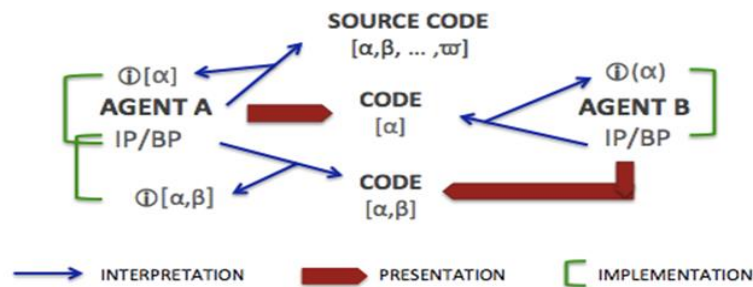 SOURCE CODE
[α,β, ... ,ϖ]
ⓘ[α]
ⓘ(α)
AGENT A
CODE
AGENT B
[α]
IP/BP
IP/BP
CODE
ⓘ[α,β]
[α,β]
INTERPRETATION
PRESENTATION
IMPLEMENTATION